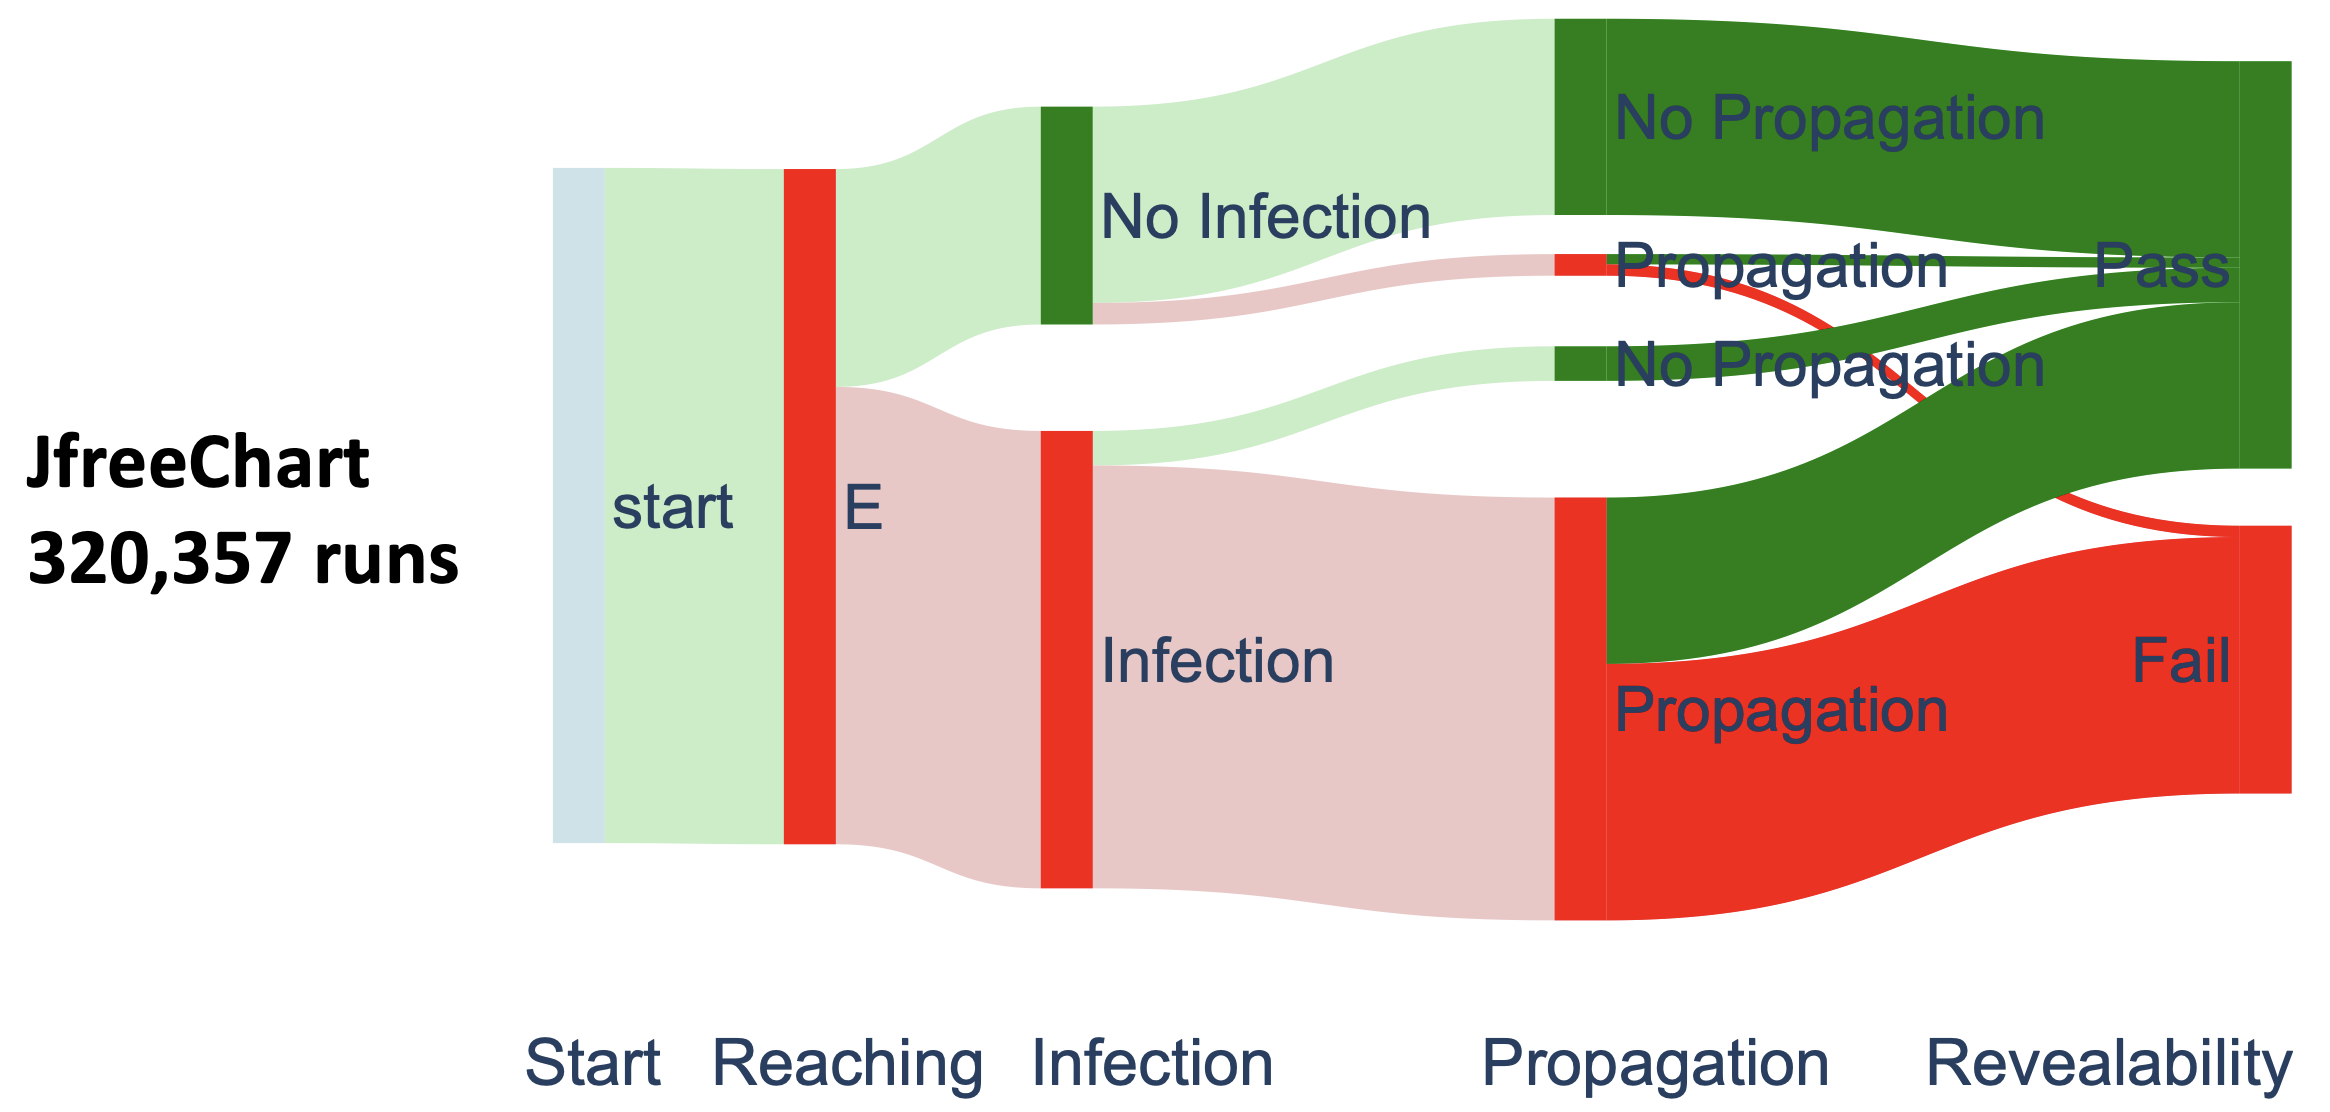 No Propagation
No Infection
Propagation
Pass
No Propagation
JfreeChart
320,357 runs
start
E
Infection
Fail
Propagation
Start
Reaching
Infection
Propagation
Revealability